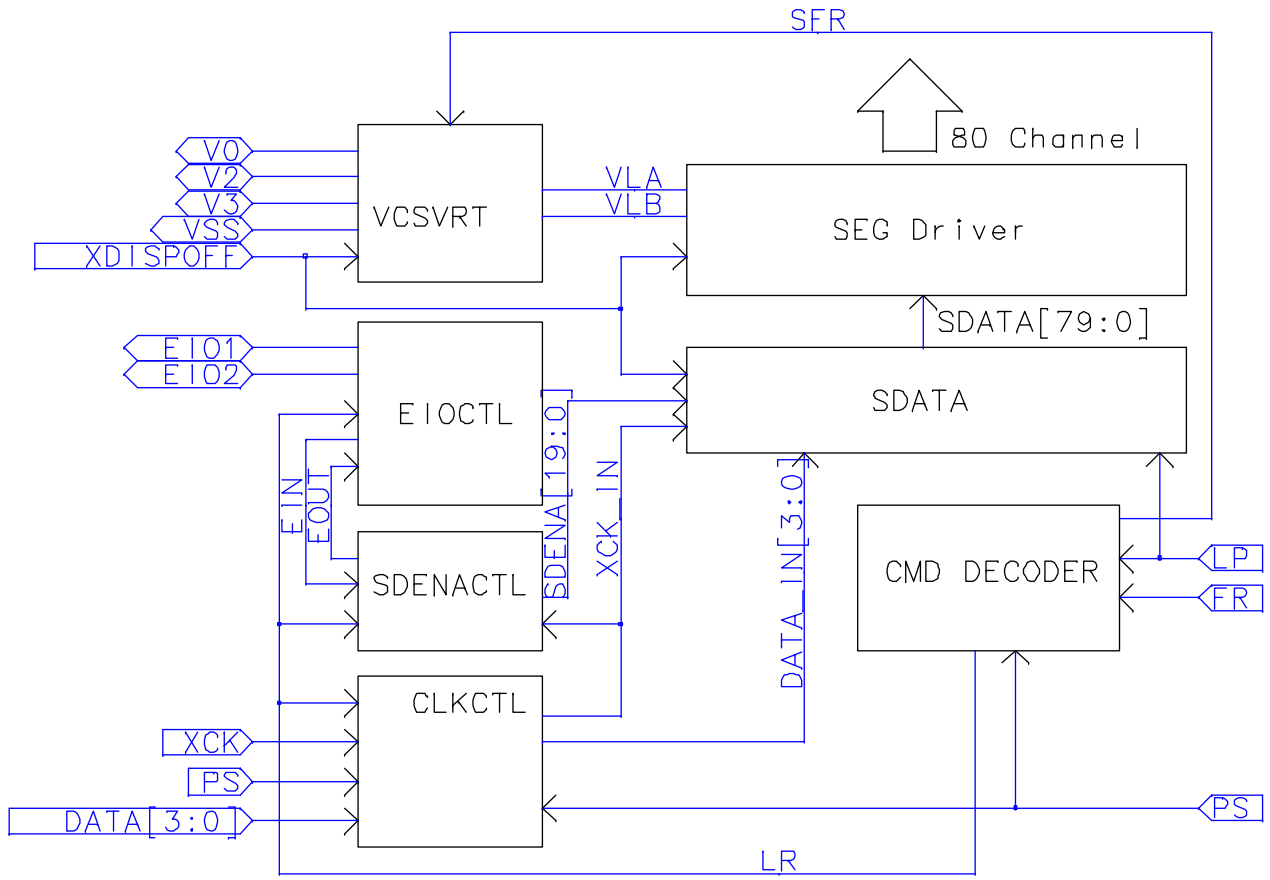 SFR
80 Channel
V0
V2
V3
VSS
XDISPOFF
VCSVRT
VLA
VLB
SEG Driver
SDATA[79:0]
EIO1
EIO2
EIOCTL
SDATA
EIN
EOUT
SDENA[19:0]
XCK_IN
DATA_IN[3:0]
SDENACTL
CMD DECODER
LP
FR
CLKCTL
XCK
PS
DATA[3:0]
PS
LR